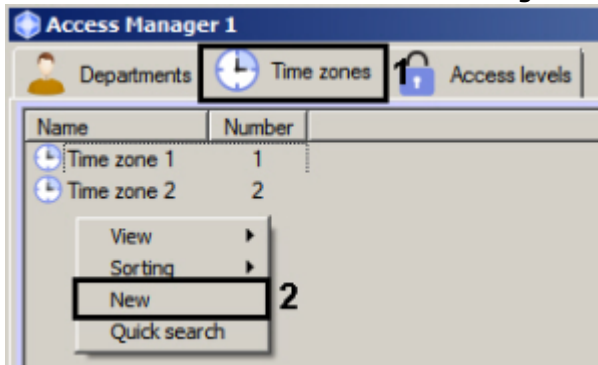 Access Manager 1
Departments Time zones 1 Access levels
Name Number
Time zone 1 1
Time zone 2 2
View
Sorting
New 2
Quick search